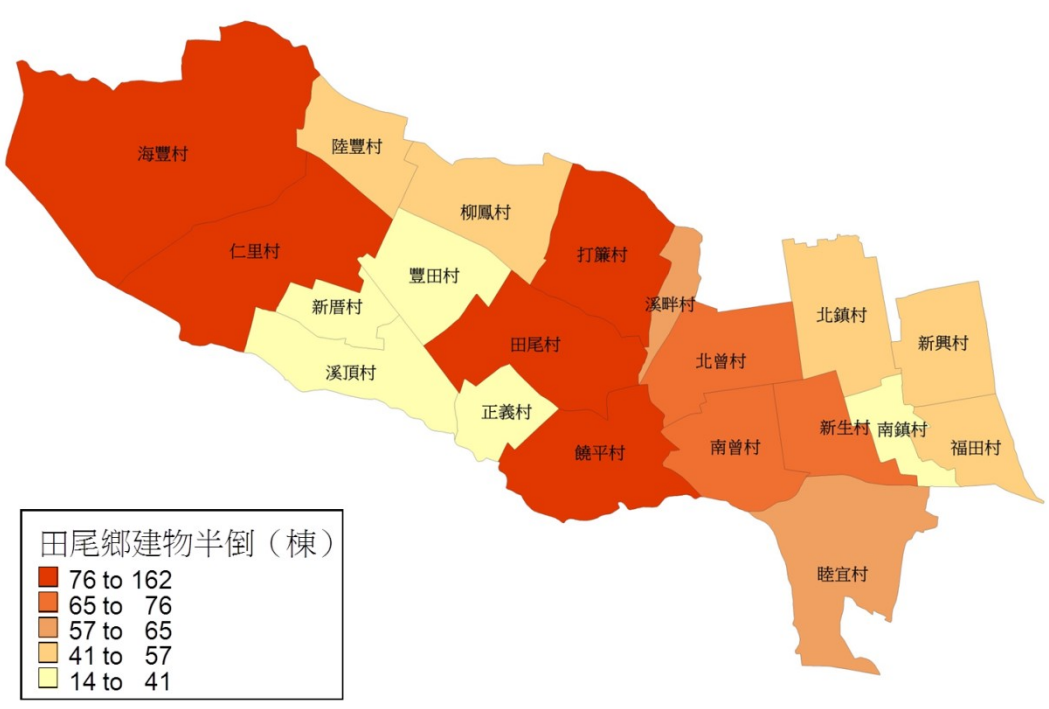 海豐村
陸豐村
柳鳳村
仁里村
打簾村
豐田村
新厝村
溪畔村
北鎮村
田尾村
新興村
北曾村
溪頂村
正義村
新生村
南鎮村
南曾村
福田村
饒平村
睦宜村
田尾鄉建物半倒（棟）
76 to 162
65 to 76
57 to 65
41 to 57
14 to 41